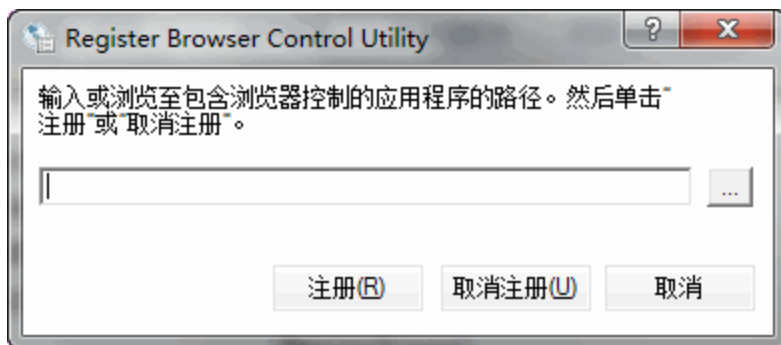 Register Browser Control Utility
输入或浏览至包含浏览器控制的应用程序的路径。然后单击"
注册"或"取消注册"。
...
注册(R) 取消注册(U) 取消